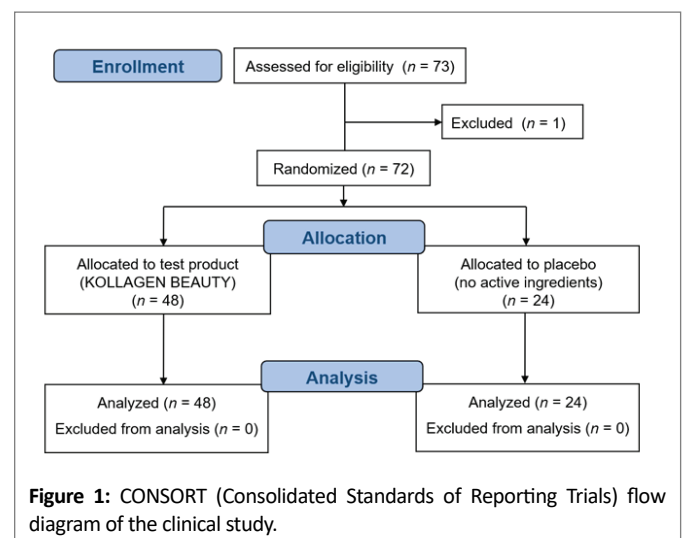 Enrollment
Assessed for eligibility (n = 73)
Excluded (n = 1)
Randomized (n = 72)
Allocation
Allocated to test product
(KOLLAGEN BEAUTY)
(n = 48)
Allocated to placebo
(no active ingredients)
(n = 24)
Analysis
Analyzed (n = 48)
Excluded from analysis (n = 0)
Analyzed (n = 24)
Excluded from analysis (n = 0)
Figure 1: CONSORT (Consolidated Standards of Reporting Trials) flow
diagram of the clinical study.